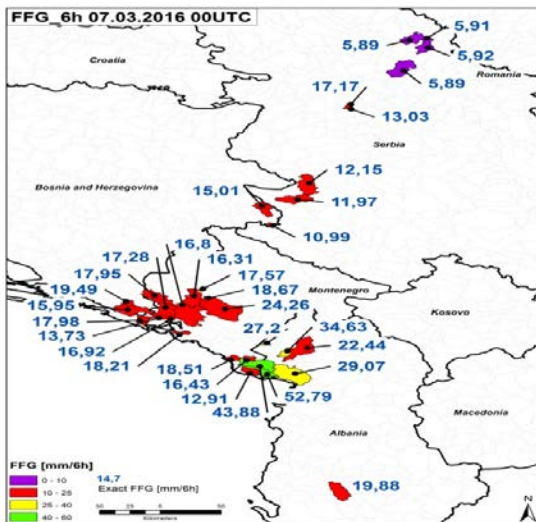 FFG_6h 07.03.2016 00UTC
5,91
5,89
5,92
Croatia
5,89
Romania
17,17
13,03
Serbia
12,15
Bosnia and Herzegovina
15,01
11,97
10,99
16,8
17,28
16,31
17,95
17,57
19,49
18,67
Montenegro
15,95
24,26
Kosovo
17,98
27,2
34,63
13,73
22,44
16,92
18,21
18,51
29,07
16,43
12,91
52,79
43,88
Macedonia
Albania
FFG [mm/6h]
0 - 10
14,7
10 - 25
Exact FFG [mm/6h]
25 - 40
40 - 60
Kilometers
19,88
N